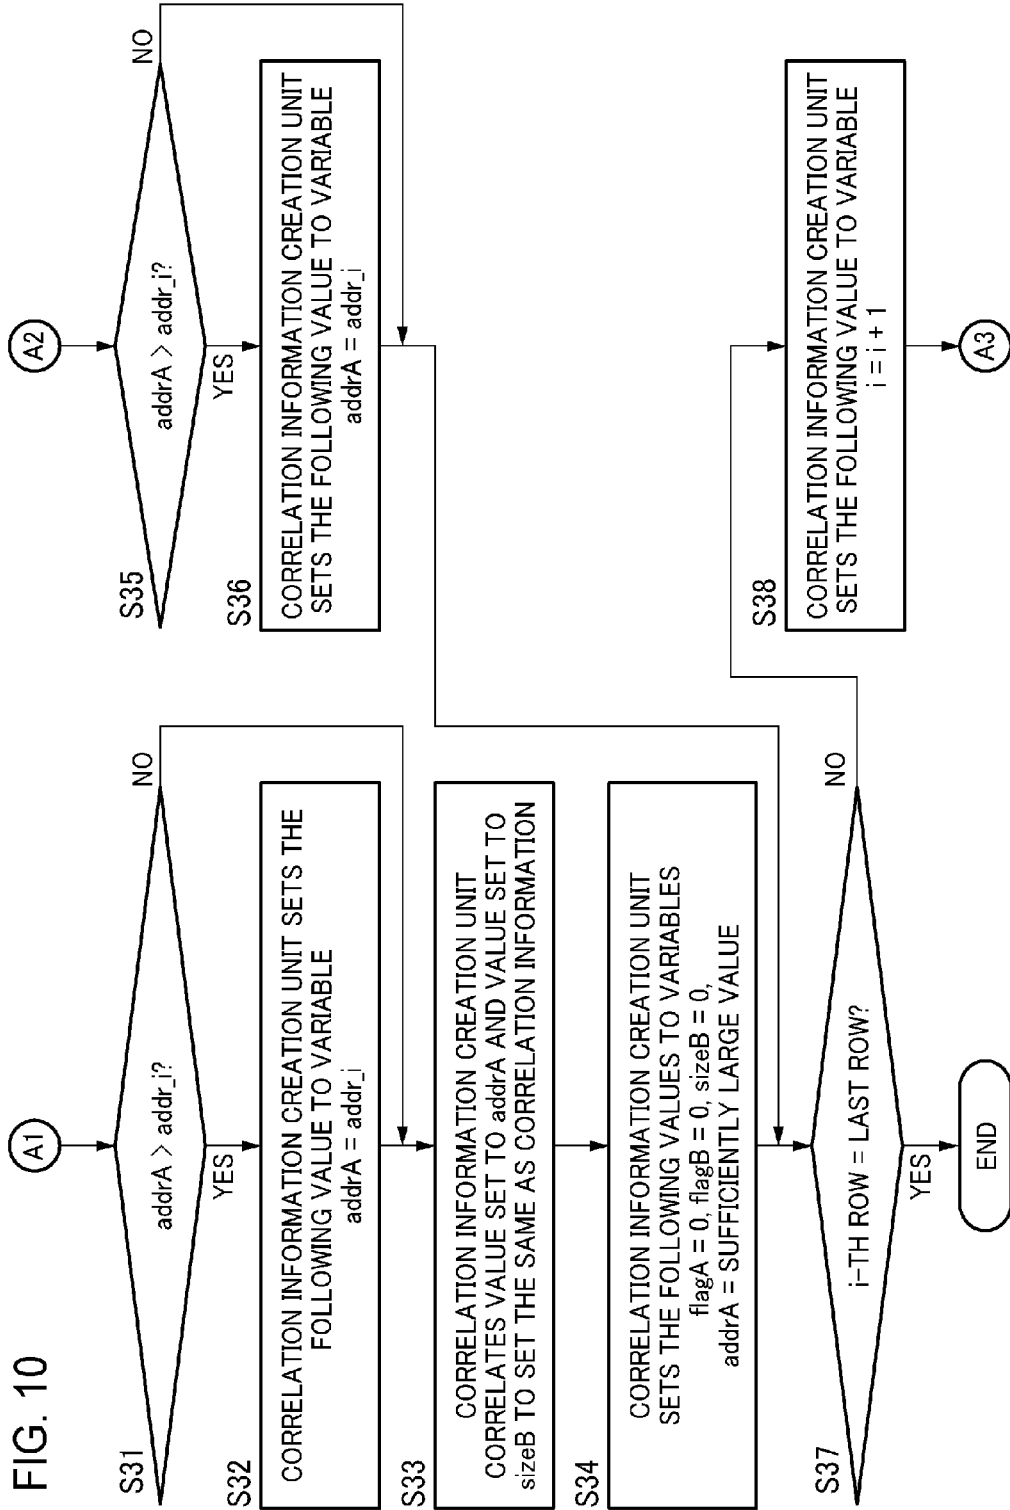 FIG. 10
A1
S31
addrA > addr_i?
NO
YES
S32
CORRELATION INFORMATION CREATION UNIT SETS THE
FOLLOWING VALUE TO VARIABLE
addrA = addr_i
S33
CORRELATION INFORMATION CREATION UNIT
CORRELATES VALUE SET TO addrA AND VALUE SET TO
sizeB TO SET THE SAME AS CORRELATION INFORMATION
S34
CORRELATION INFORMATION CREATION UNIT
SETS THE FOLLOWING VALUES TO VARIABLES
flagA = 0, flagB = 0, sizeB = 0,
addrA = SUFFICIENTLY LARGE VALUE
S37
i-TH ROW = LAST ROW?
NO
YES
END
A2
S35
addrA > addr_i?
NO
YES
S36
CORRELATION INFORMATION CREATION UNIT
SETS THE FOLLOWING VALUE TO VARIABLE
addrA = addr_i
S38
CORRELATION INFORMATION CREATION UNIT
SETS THE FOLLOWING VALUE TO VARIABLE
i = i + 1
A3